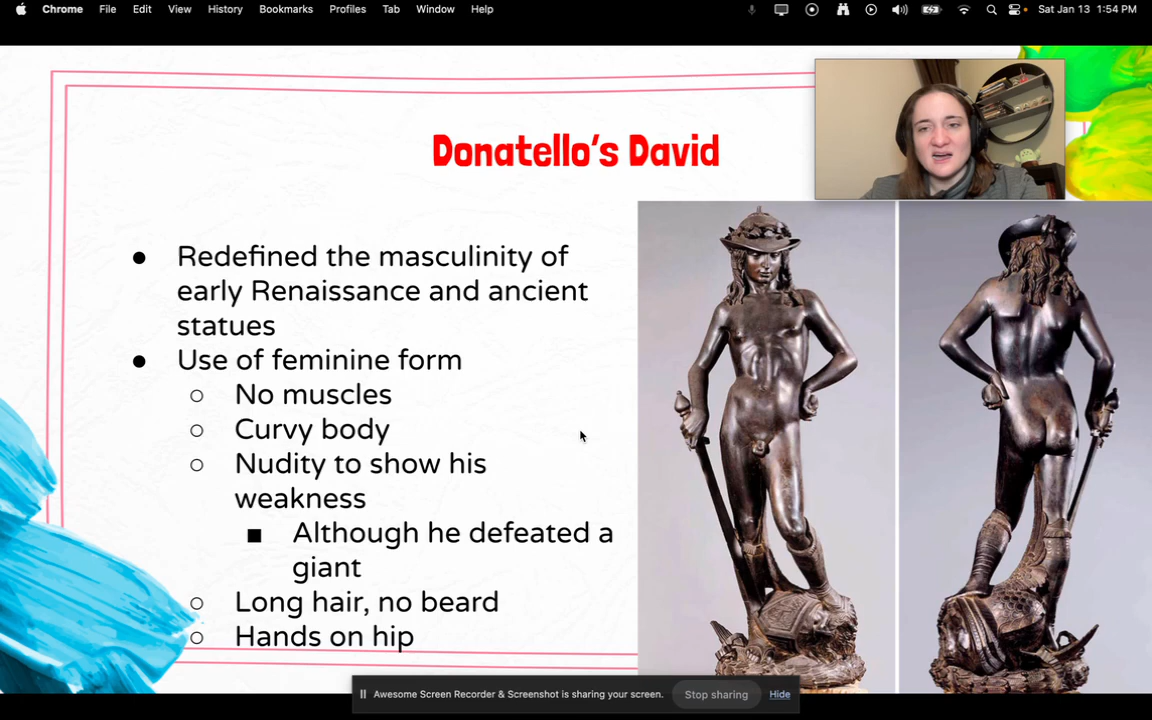 Chrome File Edit View History Bookmarks Profiles Tab Window Help Sat Jan 13 1:54 PM
Donatello's David
● Redefined the masculinity of
early Renaissance and ancient
statues
● Use of feminine form
○ No muscles
○ Curvy body
○ Nudity to show his
weakness
■ Although he defeated a
giant
○ Long hair, no beard
○ Hands on hip
Awesome Screen Recorder & Screenshot is sharing your screen. Stop sharing Hide